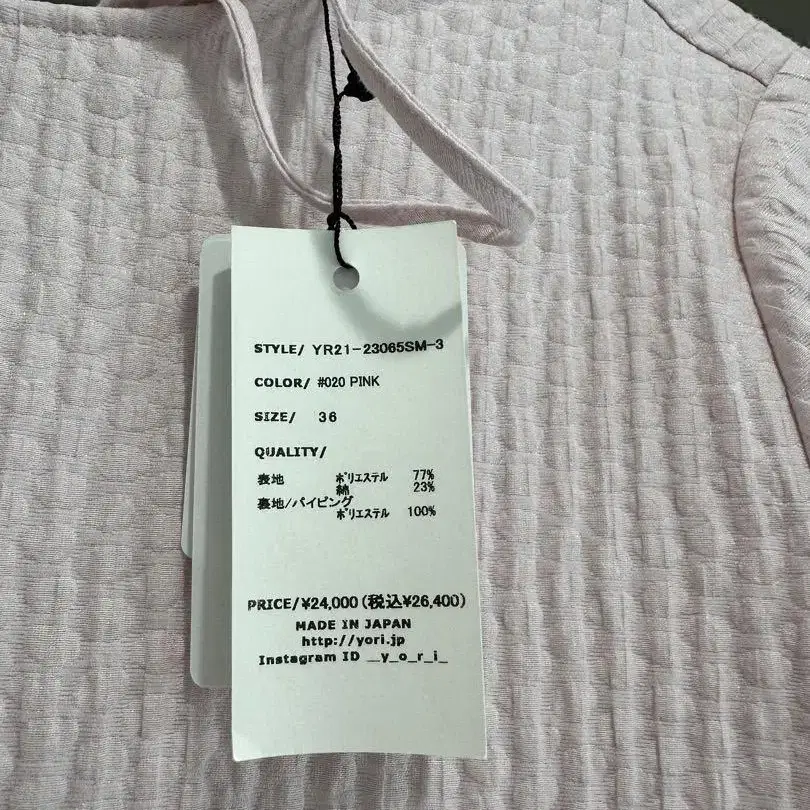 STYLE/ YR21-23065SM-3
COLOR/ #020 PINK
SIZE/ 36
QUALITY/
表地 ポリエステル 77%
綿 23%
裏地/パイピング
ポリエステル 100%
PRICE/¥24,000(税込¥26,400)
MADE IN JAPAN
http://yori.jp
Instagram ID __y_o_r_i_